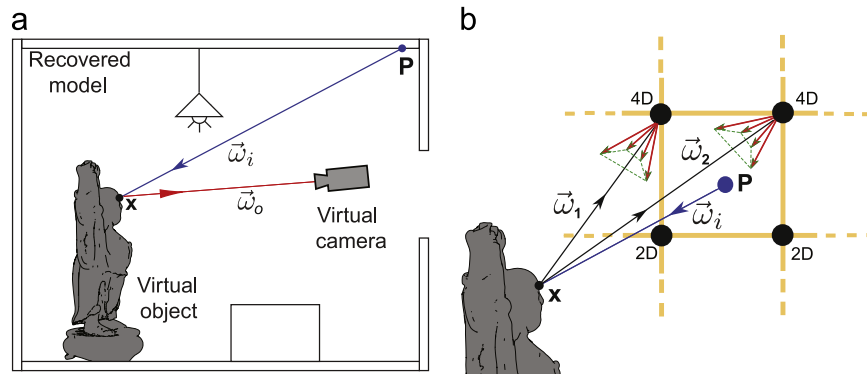 a
Recovered
model
P
ω⃗i
x
ω⃗o
Virtual
camera
Virtual
object
b
4D
4D
ω⃗2
P
ω⃗1
ω⃗i
2D
2D
x